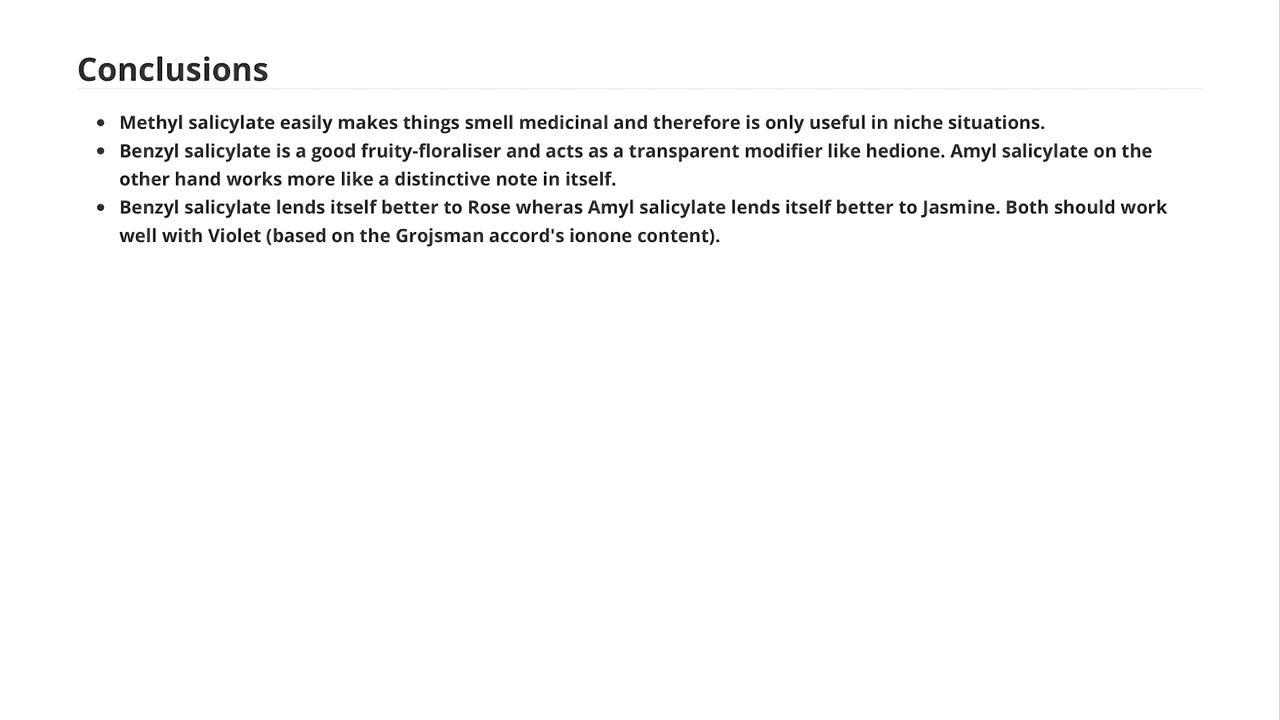 Conclusions
• Methyl salicylate easily makes things smell medicinal and therefore is only useful in niche situations.
• Benzyl salicylate is a good fruity-floraliser and acts as a transparent modifier like hedione. Amyl salicylate on the
other hand works more like a distinctive note in itself.
• Benzyl salicylate lends itself better to Rose wheras Amyl salicylate lends itself better to Jasmine. Both should work
well with Violet (based on the Grojsman accord's ionone content).